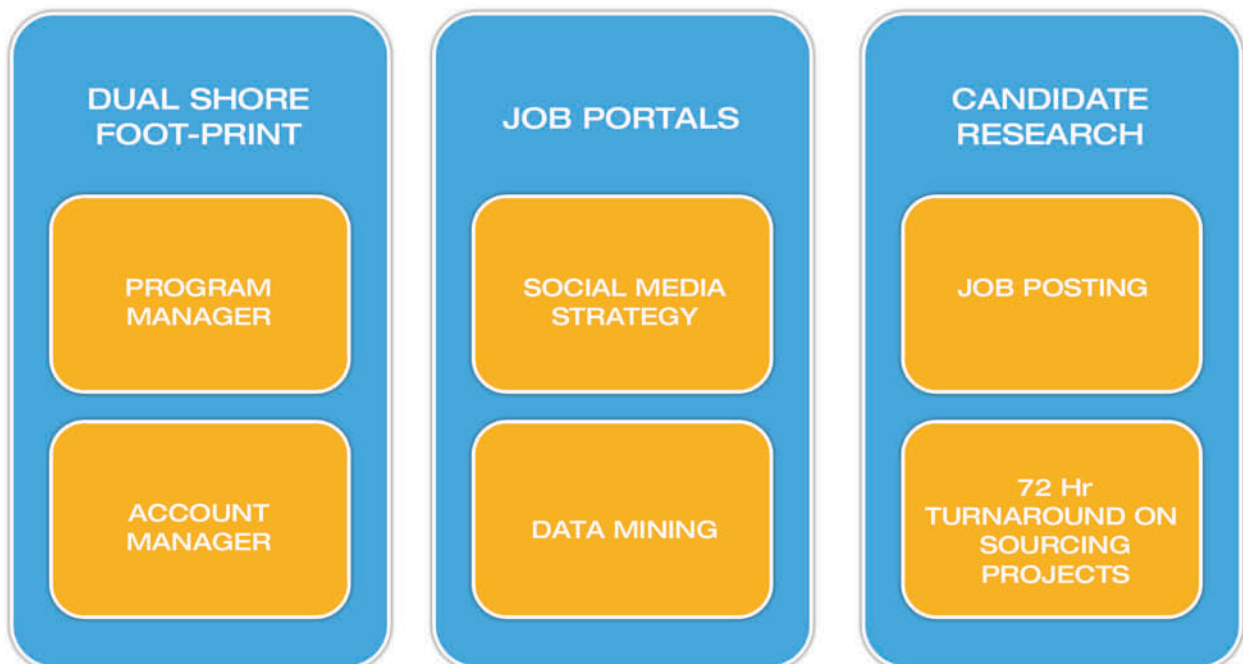 DUAL SHORE
FOOT-PRINT
PROGRAM
MANAGER
ACCOUNT
MANAGER
JOB PORTALS
SOCIAL MEDIA
STRATEGY
DATA MINING
CANDIDATE
RESEARCH
JOB POSTING
72 Hr
TURNAROUND ON
SOURCING
PROJECTS